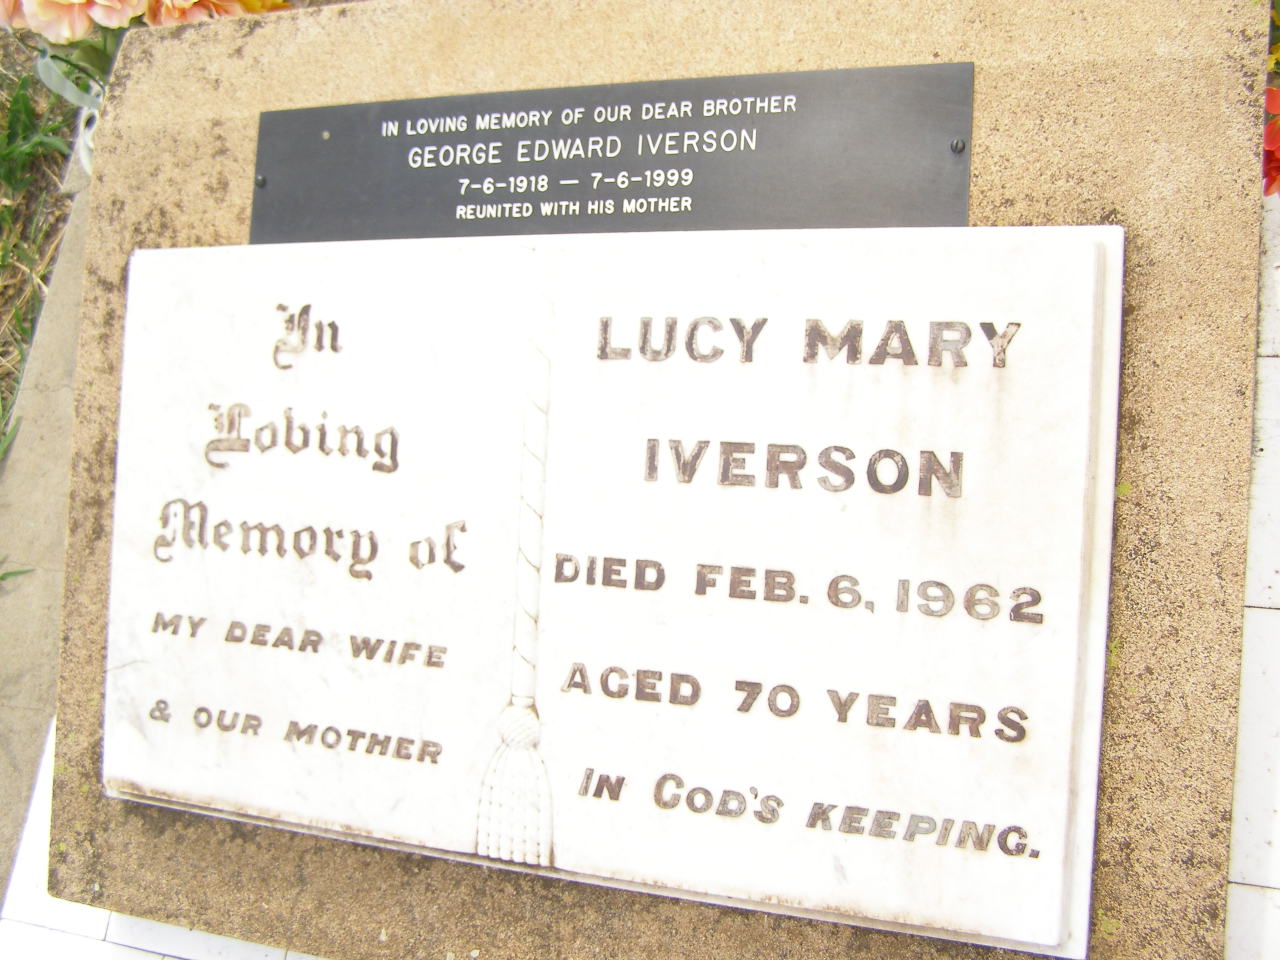 IN LOVING MEMORY OF OUR DEAR BROTHER
GEORGE EDWARD IVERSON
7-6-1918 — 7-6-1999
REUNITED WITH HIS MOTHER
In
Loving
Memory of
MY DEAR WIFE
& OUR MOTHER
LUCY MARY
IVERSON
DIED FEB. 6, 1962
AGED 70 YEARS
IN GOD'S KEEPING.